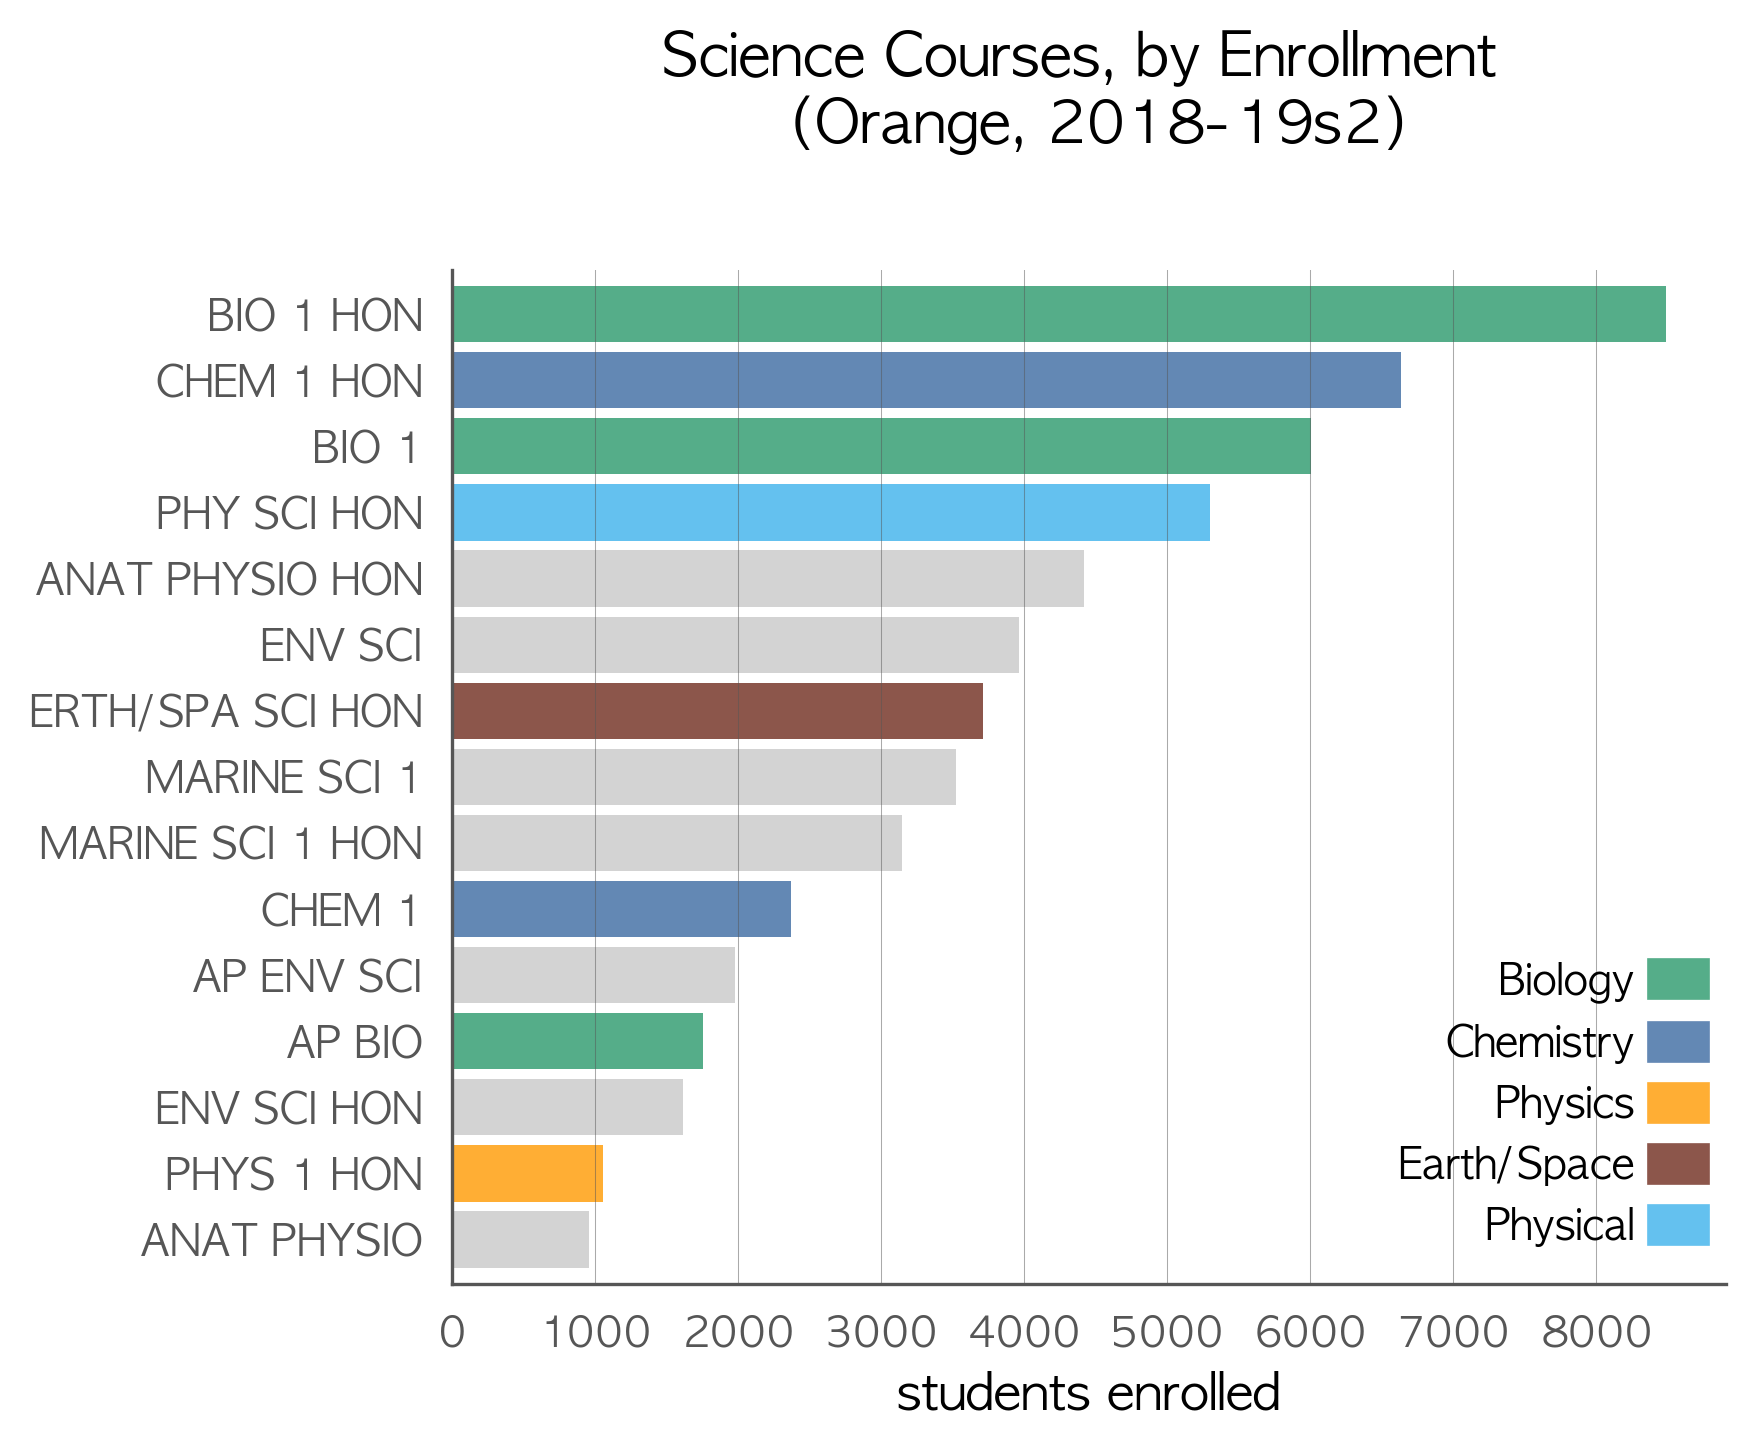 Science Courses, by Enrollment
(Orange, 2018-19s2)
BIO 1 HON
CHEM 1 HON
BIO 1
PHY SCI HON
ANAT PHYSIO HON
ENV SCI
ERTH/SPA SCI HON
MARINE SCI 1
MARINE SCI 1 HON
CHEM 1
AP ENV SCI
AP BIO
ENV SCI HON
PHYS 1 HON
ANAT PHYSIO
Biology
Chemistry
Physics
Earth/Space
Physical
0 1000 2000 3000 4000 5000 6000 7000 8000
students enrolled